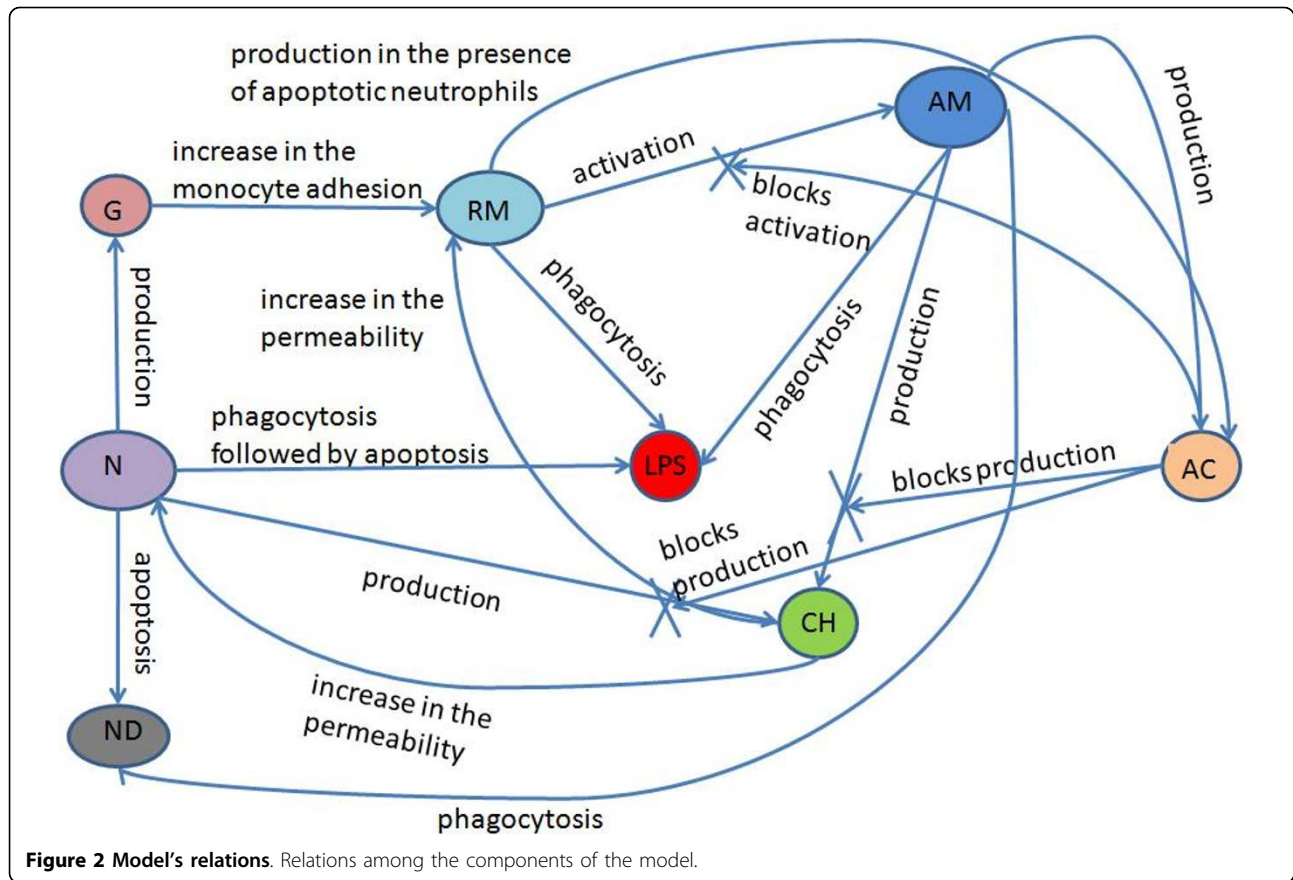 production in the presence
of apoptotic neutrophils
AM
production
increase in the
monocyte adhesion
activation
G
RM
blocks
activation
production
increase in the
permeability
phagocytosis
phagocytosis
production
phagocytosis
followed by apoptosis
N
LPS
blocks production
AC
blocks
production
apoptosis
production
CH
increase in the
permeability
ND
phagocytosis
Figure 2 Model's relations. Relations among the components of the model.